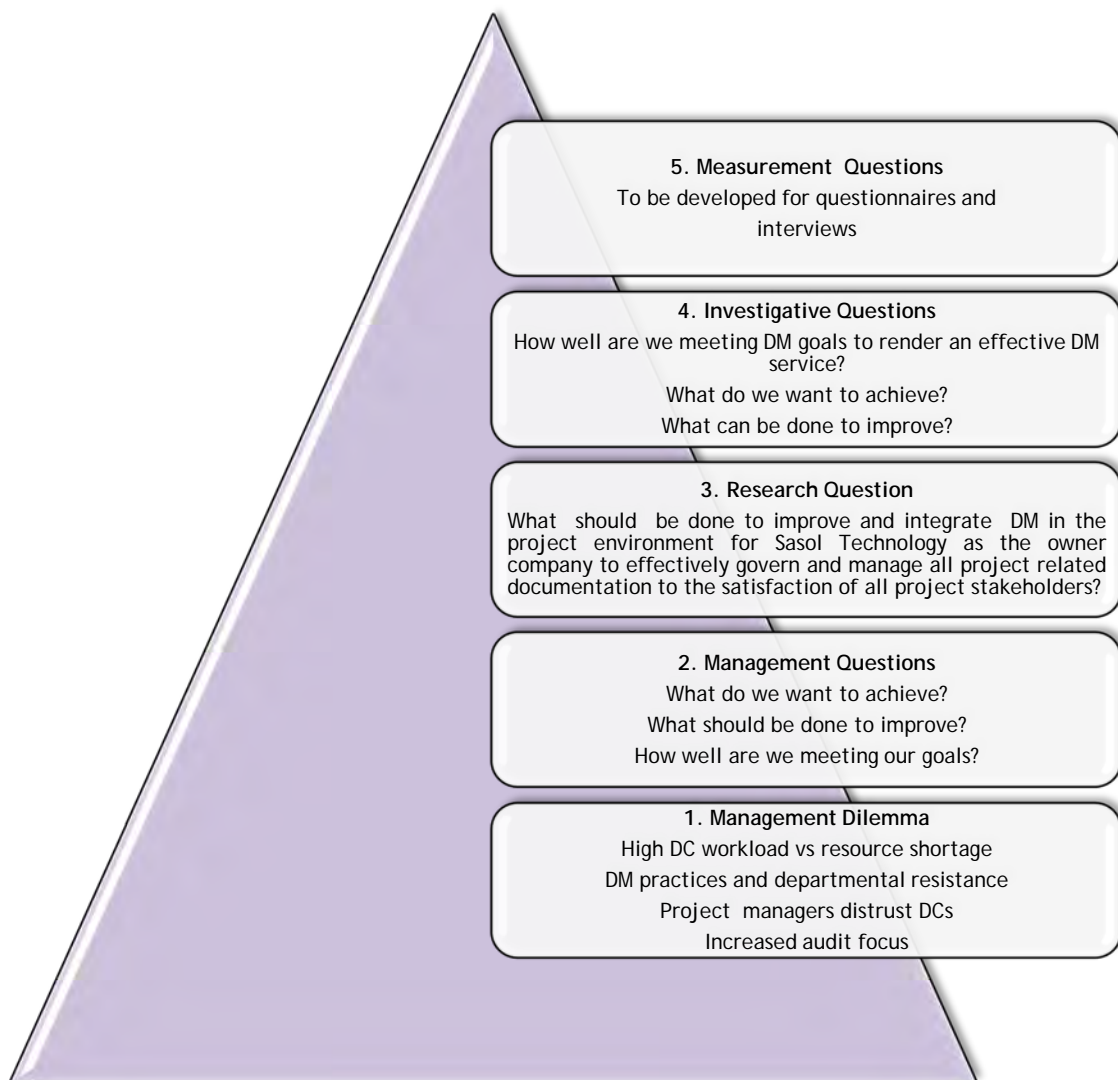 5. Measurement Questions
To be developed for questionnaires and
interviews
4. Investigative Questions
How well are we meeting DM goals to render an effective DM
service?
What do we want to achieve?
What can be done to improve?
3. Research Question
What should be done to improve and integrate DM in the
project environment for Sasol Technology as the owner
company to effectively govern and manage all project related
documentation to the satisfaction of all project stakeholders?
2. Management Questions
What do we want to achieve?
What should be done to improve?
How well are we meeting our goals?
1. Management Dilemma
High DC workload vs resource shortage
DM practices and departmental resistance
Project managers distrust DCs
Increased audit focus